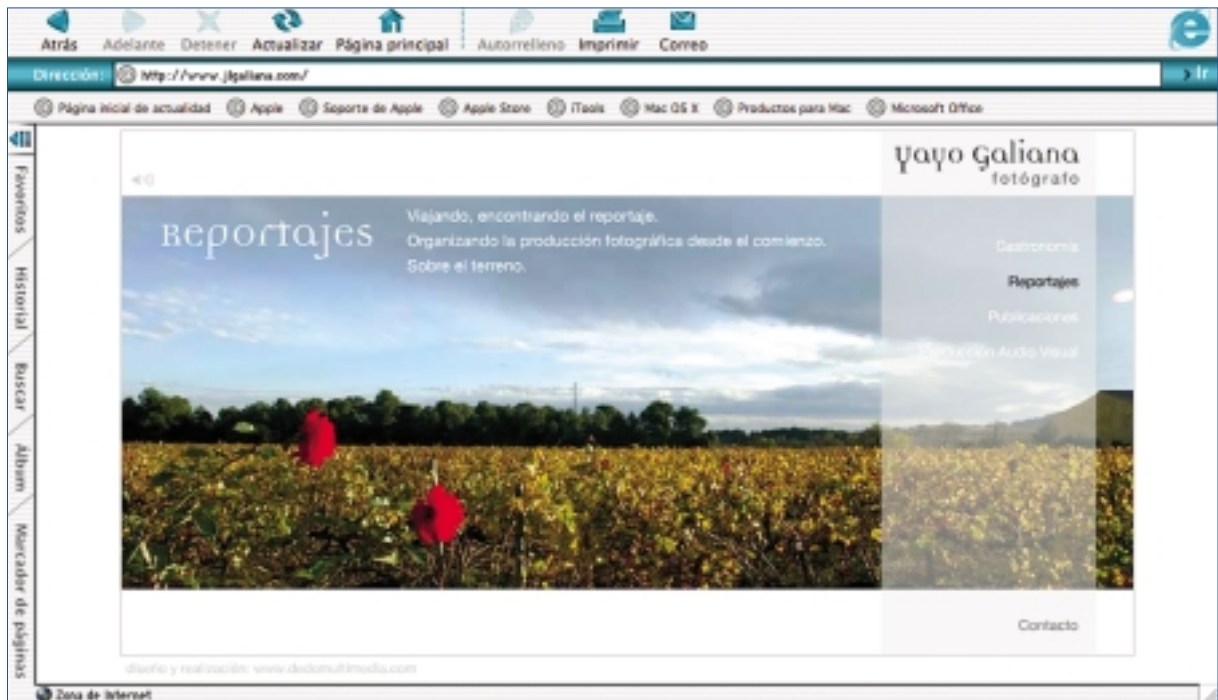 Atrás Adelante Detener Actualizar Página principal Autorrelleno Imprimir Correo
Dirección: http://www.jlgaliana.com/ Ir
Página inicial de actualidad Apple Soporte de Apple Apple Store iTools Mac OS X Productos para Mac Microsoft Office
Favoritos
Historial
Buscar
Álbum
Marcador de páginas
yayo galiana
fotógrafo
Reportajes
Viajando, encontrando el reportaje.
Organizando la producción fotográfica desde el comienzo.
Sobre el terreno.
Gastronomía
Reportajes
Publicaciones
Producción Audio Visual
Contacto
diseño y realización: www.dedomultimedia.com
Zona de Internet